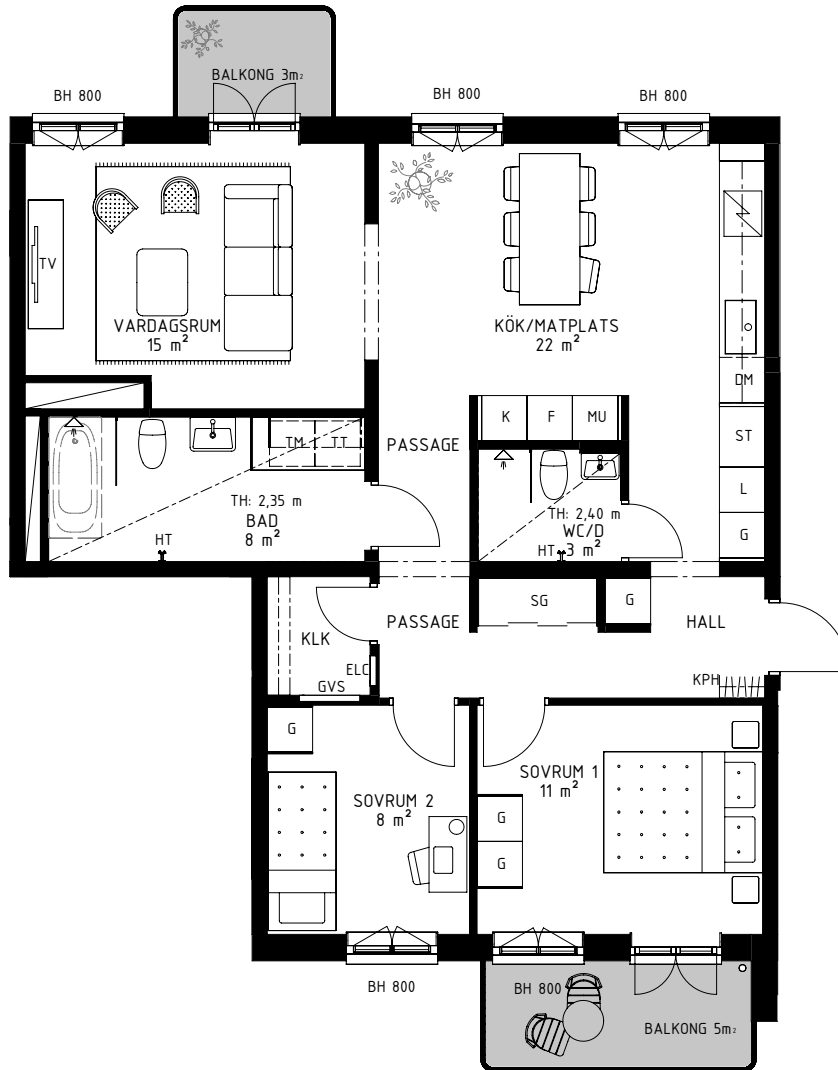 BALKONG 3m²
BH 800
BH 800
BH 800
TV
VARDAGSRUM
15 m²
KÖK/MATPLATS
22 m²
DM
K
F
MU
ST
PASSAGE
TM
TT
L
TH: 2,35 m
BAD
8 m²
HT
TH: 2,40 m
WC/D
3 m²
HT
G
SG
G
PASSAGE
HALL
KLK
ELC
GVS
KPH
G
SOVRUM 1
11 m²
SOVRUM 2
8 m²
G
G
BH 800
BH 800
BALKONG 5m²